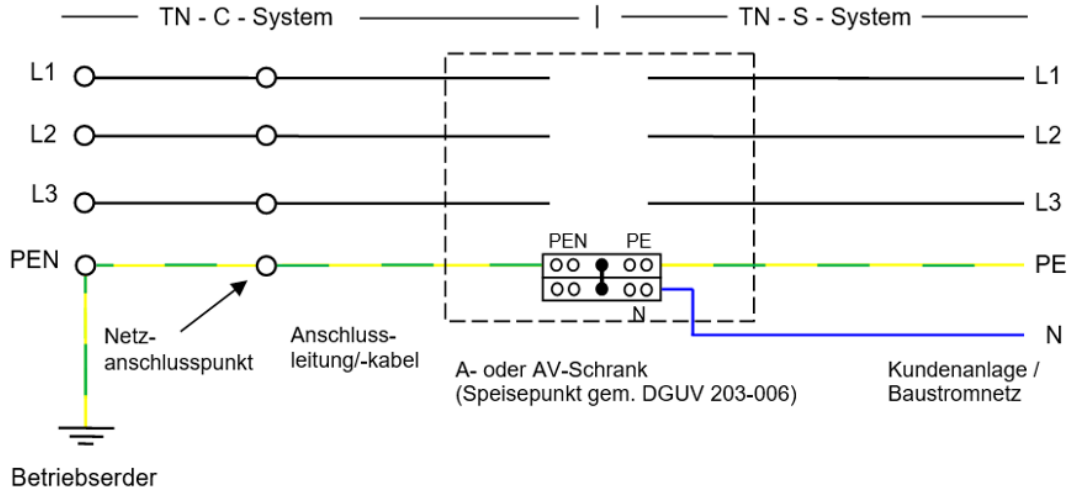 TN - C - System
TN - S - System
L1
L1
L2
L2
L3
L3
PEN
PEN
PE
PE
N
N
Netz-
anschlusspunkt
Anschluss-
leitung/-kabel
A- oder AV-Schrank
(Speisepunkt gem. DGUV 203-006)
Kundenanlage /
Baustromnetz
Betriebserder